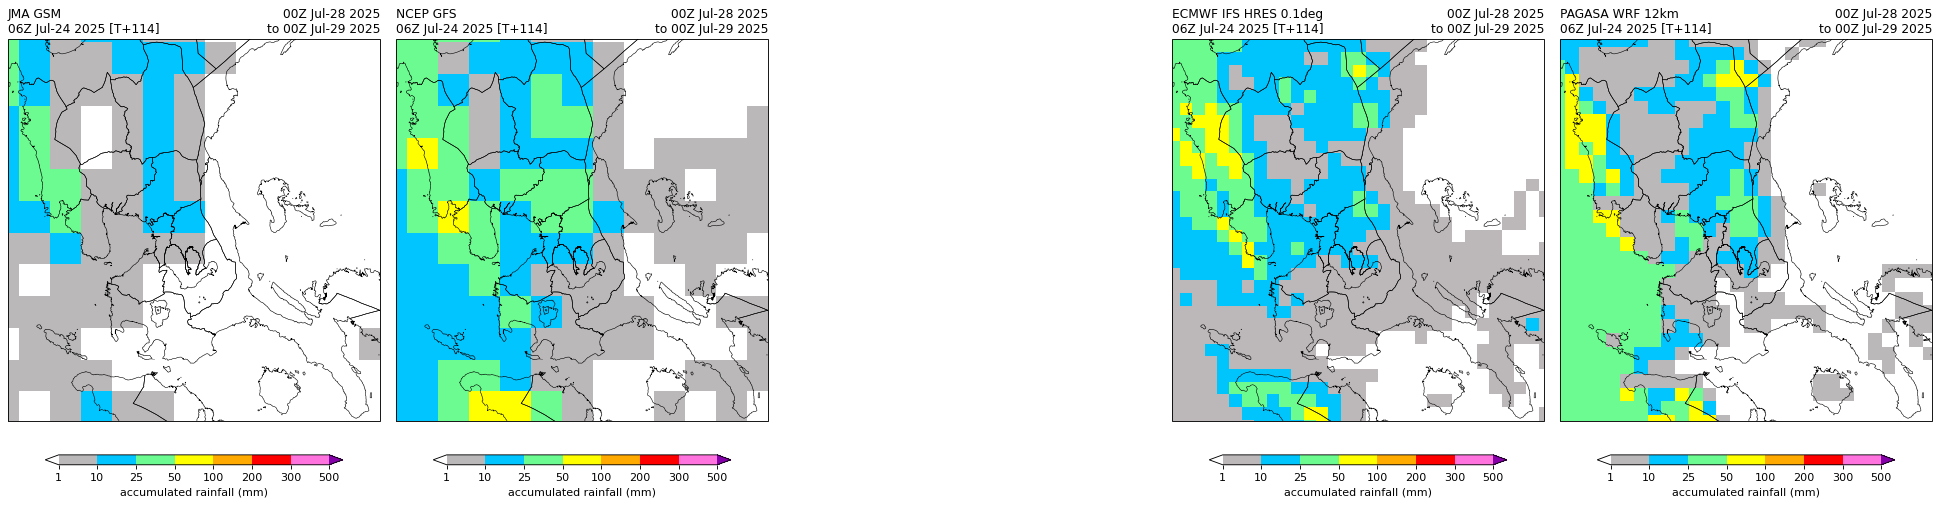 JMA GSM 00Z Jul-28 2025
06Z Jul-24 2025 [T+114] to 00Z Jul-29 2025
1 10 25 50 100 200 300 500
accumulated rainfall (mm)
NCEP GFS 00Z Jul-28 2025
06Z Jul-24 2025 [T+114] to 00Z Jul-29 2025
1 10 25 50 100 200 300 500
accumulated rainfall (mm)
ECMWF IFS HRES 0.1deg 00Z Jul-28 2025
06Z Jul-24 2025 [T+114] to 00Z Jul-29 2025
1 10 25 50 100 200 300 500
accumulated rainfall (mm)
PAGASA WRF 12km 00Z Jul-28 2025
06Z Jul-24 2025 [T+114] to 00Z Jul-29 2025
1 10 25 50 100 200 300 500
accumulated rainfall (mm)